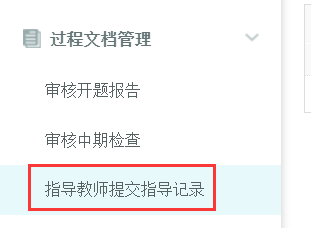 过程文档管理
审核开题报告
审核中期检查
指导教师提交指导记录